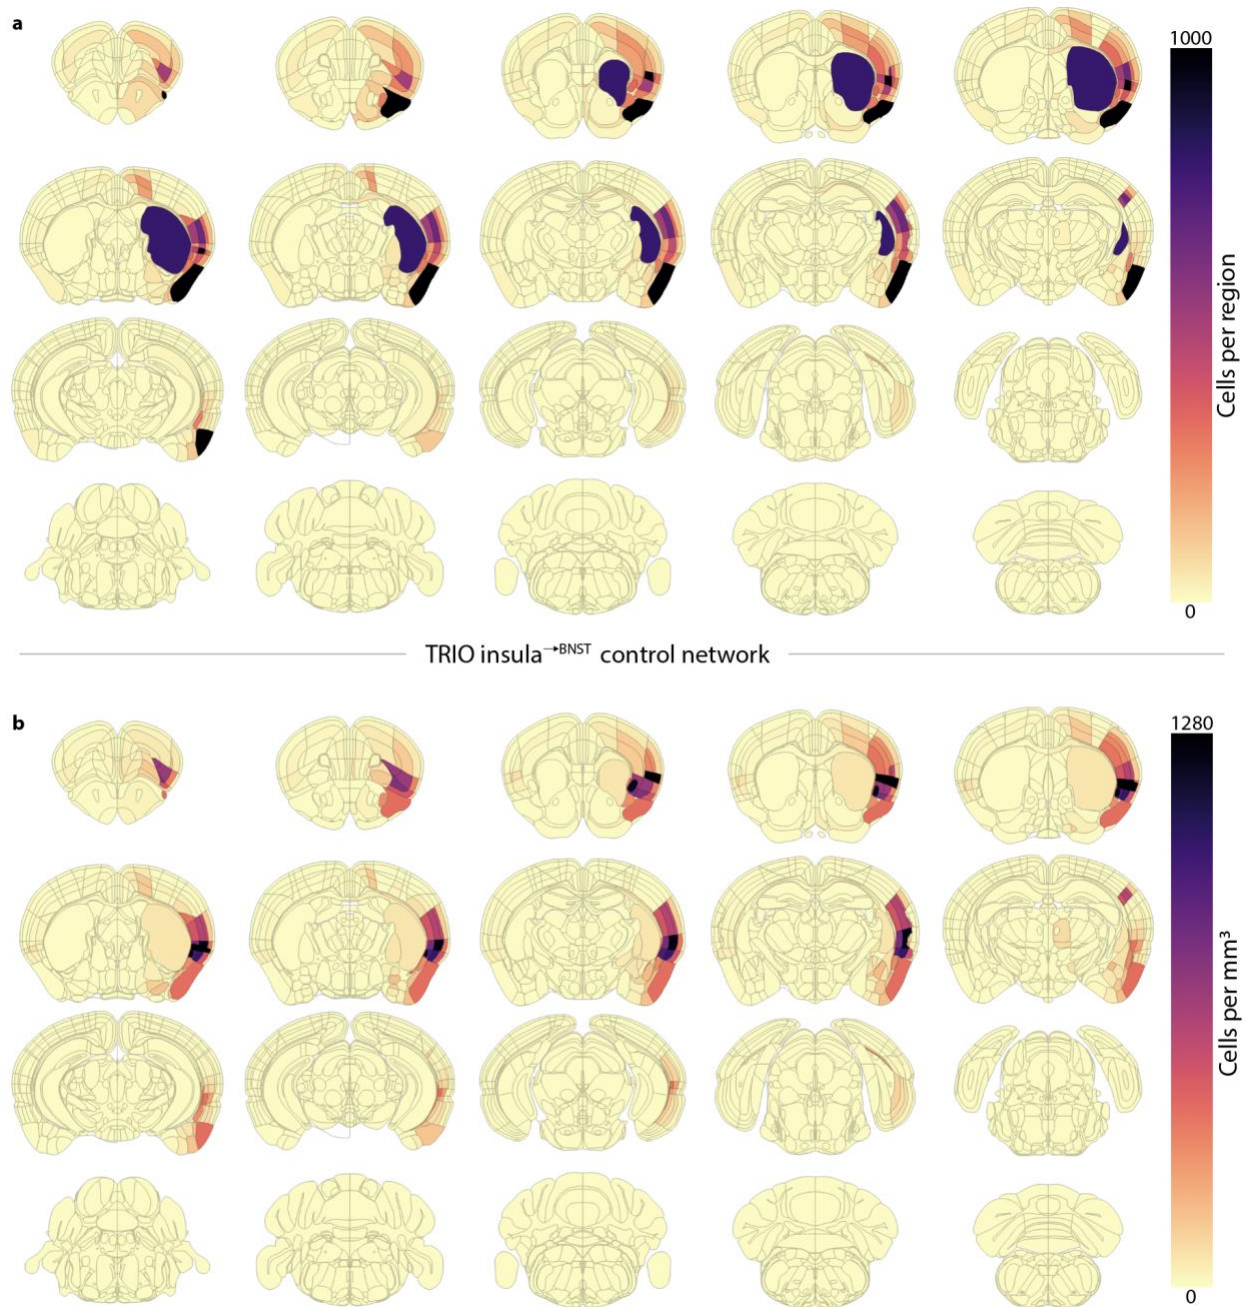 a
1000
Cells per region
0
TRIO insula→BNST control network
b
1280
Cells per mm³
0